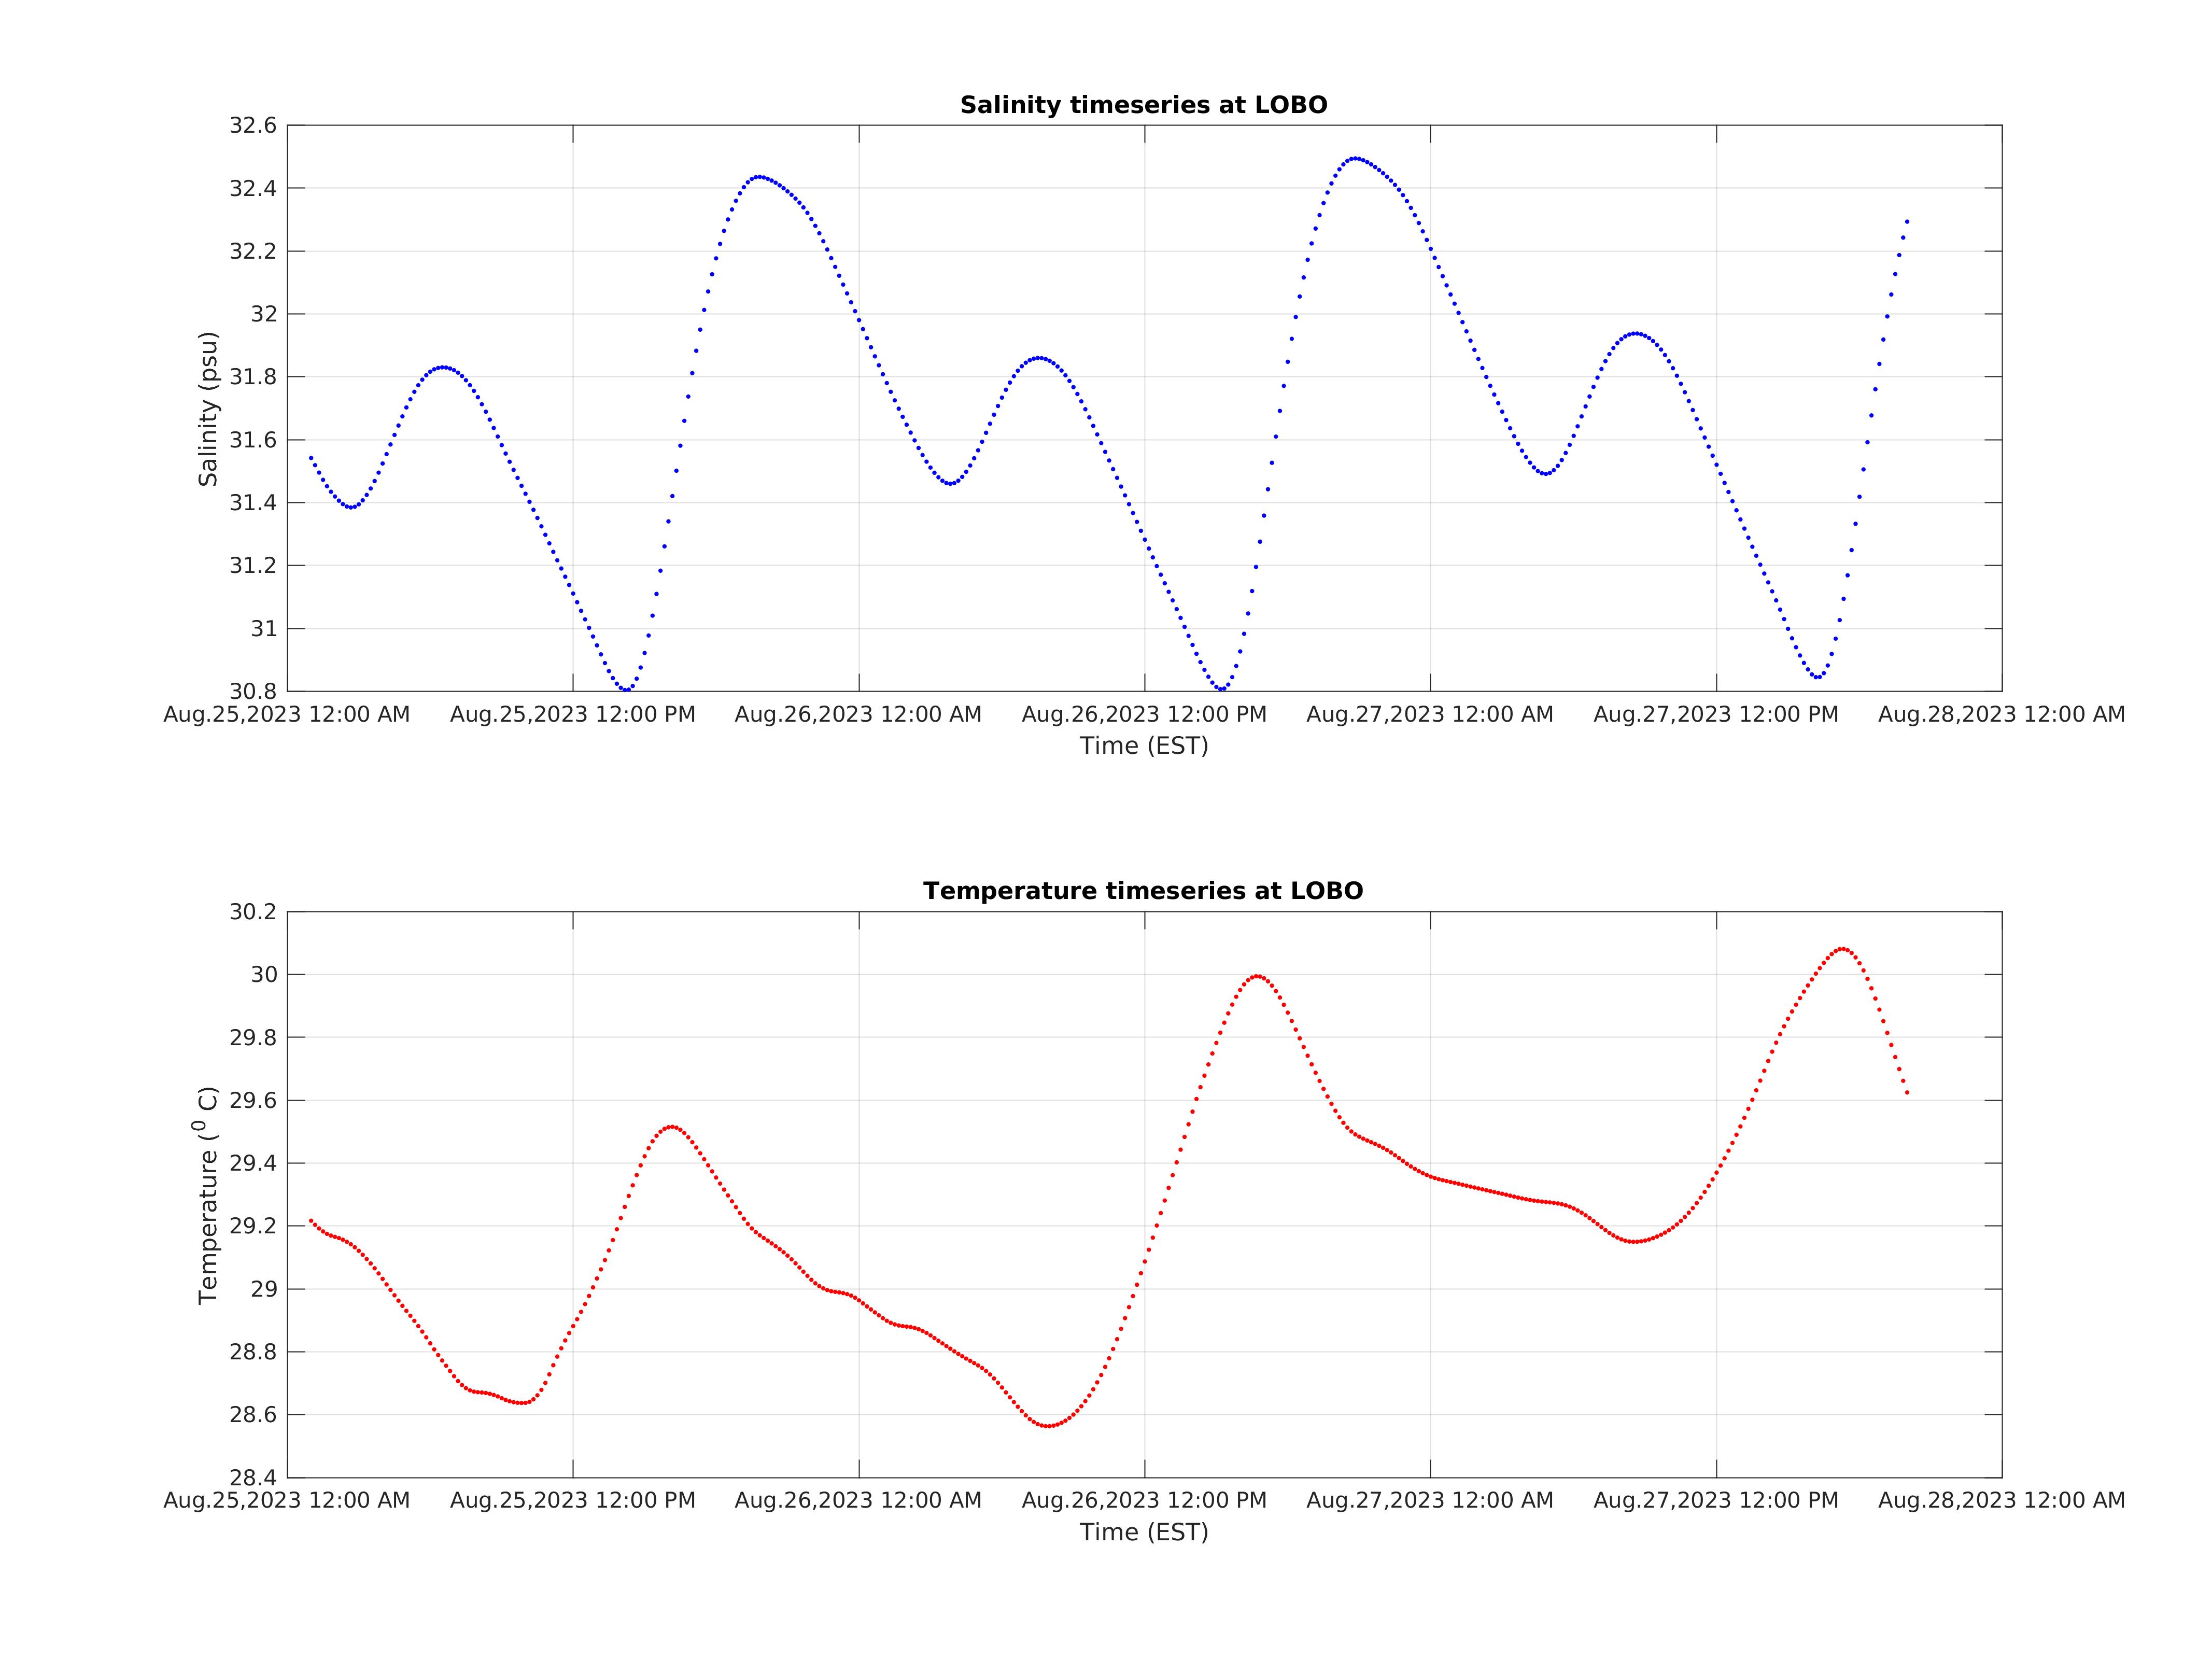 Salinity timeseries at LOBO
32.6
32.4
32.2
32
31.8
31.6
31.4
31.2
31
30.8
Salinity (psu)
Aug.25,2023 12:00 AM Aug.25,2023 12:00 PM Aug.26,2023 12:00 AM Aug.26,2023 12:00 PM Aug.27,2023 12:00 AM Aug.27,2023 12:00 PM Aug.28,2023 12:00 AM
Time (EST)
Temperature timeseries at LOBO
30.2
30
29.8
29.6
29.4
29.2
29
28.8
28.6
28.4
Temperature (⁰ C)
Aug.25,2023 12:00 AM Aug.25,2023 12:00 PM Aug.26,2023 12:00 AM Aug.26,2023 12:00 PM Aug.27,2023 12:00 AM Aug.27,2023 12:00 PM Aug.28,2023 12:00 AM
Time (EST)